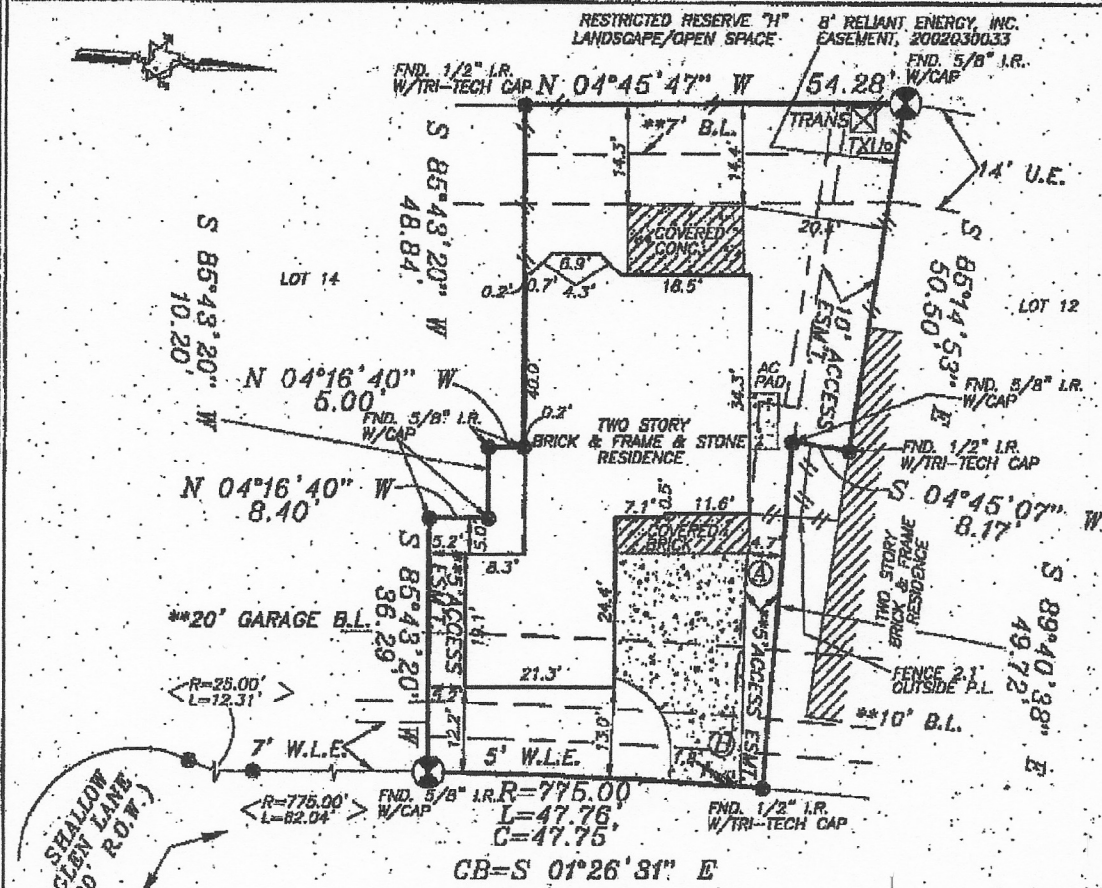 RESTRICTED RESERVE "H"
LANDSCAPE/OPEN SPACE
8' RELIANT ENERGY, INC.
EASEMENT, 2002030033
FND. 5/8" I.R.
W/CAP
FND. 1/2" I.R.
W/TRI-TECH CAP
N 04°45'47" W 54.28'
TRANS
**7' B.L.
14.3'
14.4'
14' U.E.
S 85°43'20" W
48.84'
S 85°43'20" W
10.20'
LOT 14
COVERED
CONC.
20.4'
S 85°14'53" E
50.50'
LOT 12
6.9'
0.2'
0.7'
4.3'
16.5'
10' ACCESS
ESM'T.
N 04°16'40" W
5.00'
40.0'
AC
PAD
34.3'
FND. 5/8" I.R.
W/CAP
FND. 5/8" I.R.
W/CAP
0.2'
TWO STORY
BRICK & FRAME & STONE
RESIDENCE
FND. 1/2" I.R.
W/TRI-TECH CAP
N 04°16'40" W
8.40'
S 04°45'07" W
8.17'
7.1'
0.5'
11.6'
COVERED
BRICK
5.2'
5.0'
8.3'
4.7'
A
TWO STORY
BRICK & FRAME
RESIDENCE
S 89°40'38" E
49.72'
**20' GARAGE B.L.
S 85°43'20" W
36.29'
**5' ACCESS
ESM'T.
19.1'
24.4'
**5' ACCESS ESM'T.
21.3'
FENCE 2.1'
OUTSIDE P.L.
**10' B.L.
R=25.00'
L=12.31'
12.2'
13.0'
B
7' W.L.E.
5' W.L.E.
R=775.00'
L=62.04'
FND. 5/8" I.R.
W/CAP
R=775.00'
L=47.76'
C=47.75'
FND. 1/2" I.R.
W/TRI-TECH CAP
CB=S 01°26'31" E
SHALLOW
GLEN LANE
R.O.W.)